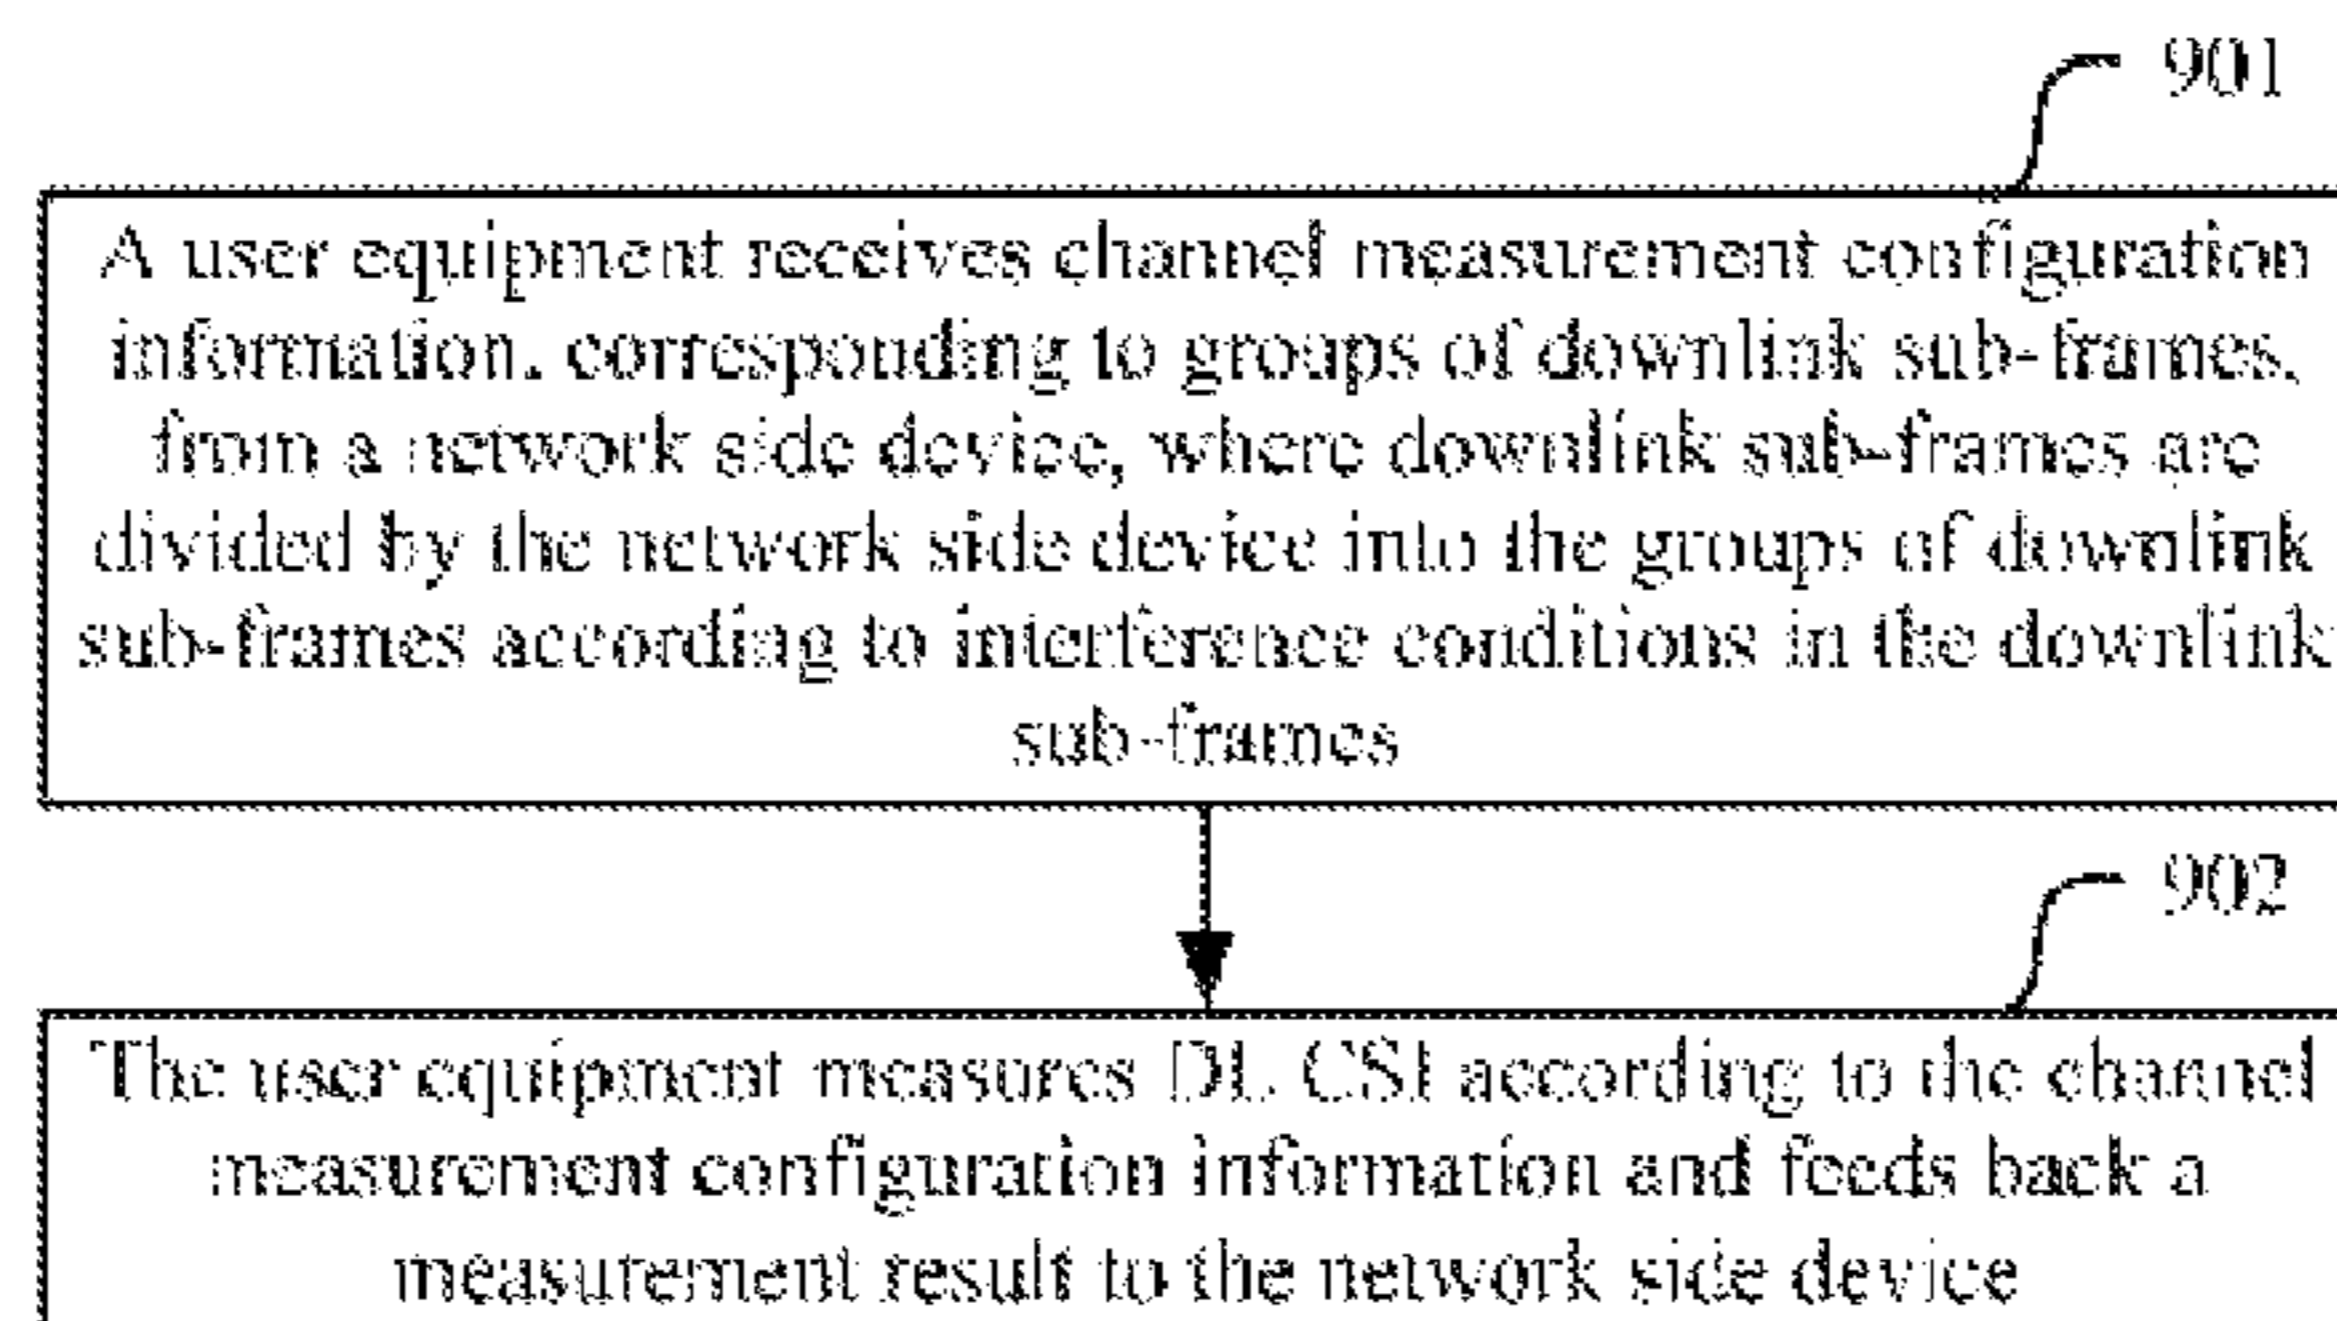 901
A user equipment receives channel measurement configuration
information, corresponding to groups of downlink sub-frames,
from a network side device, where downlink sub-frames are
divided by the network side device into the groups of downlink
sub-frames according to interference conditions in the downlink
sub-frames
902
The user equipment measures DL CSI according to the channel
measurement configuration information and feeds back a
measurement result to the network side device